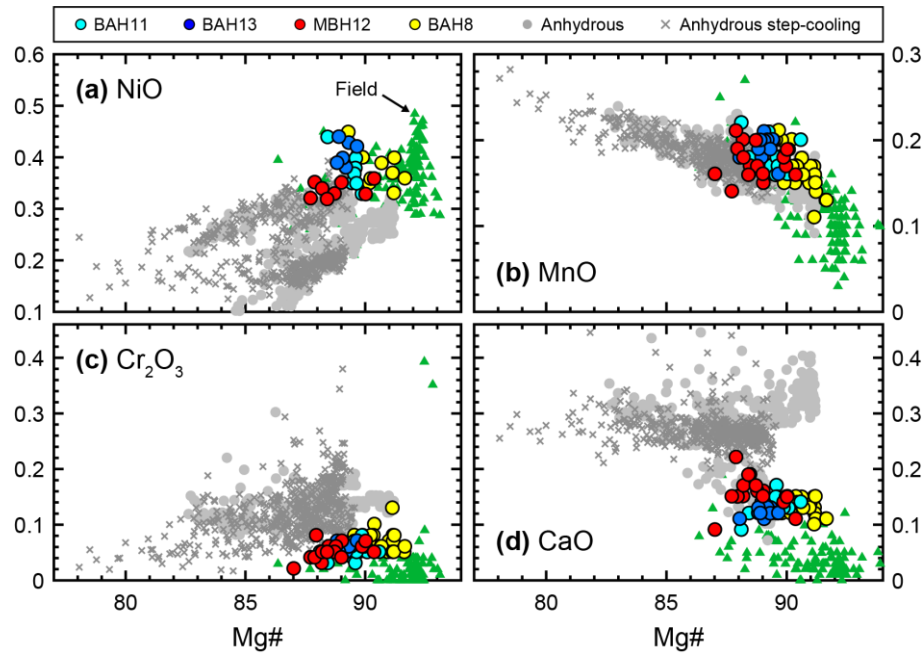 BAH11 BAH13 MBH12 BAH8 Anhydrous Anhydrous step-cooling
0.6 0.3
(a) NiO Field
0.5
0.4 0.2
0.3
0.2 0.1
(b) MnO
0.1 0
(c) Cr2O3
0.4 0.4
0.3 0.3
0.2 0.2
0.1 0.1
(d) CaO
0 0
80 85 90 80 85 90
Mg# Mg#